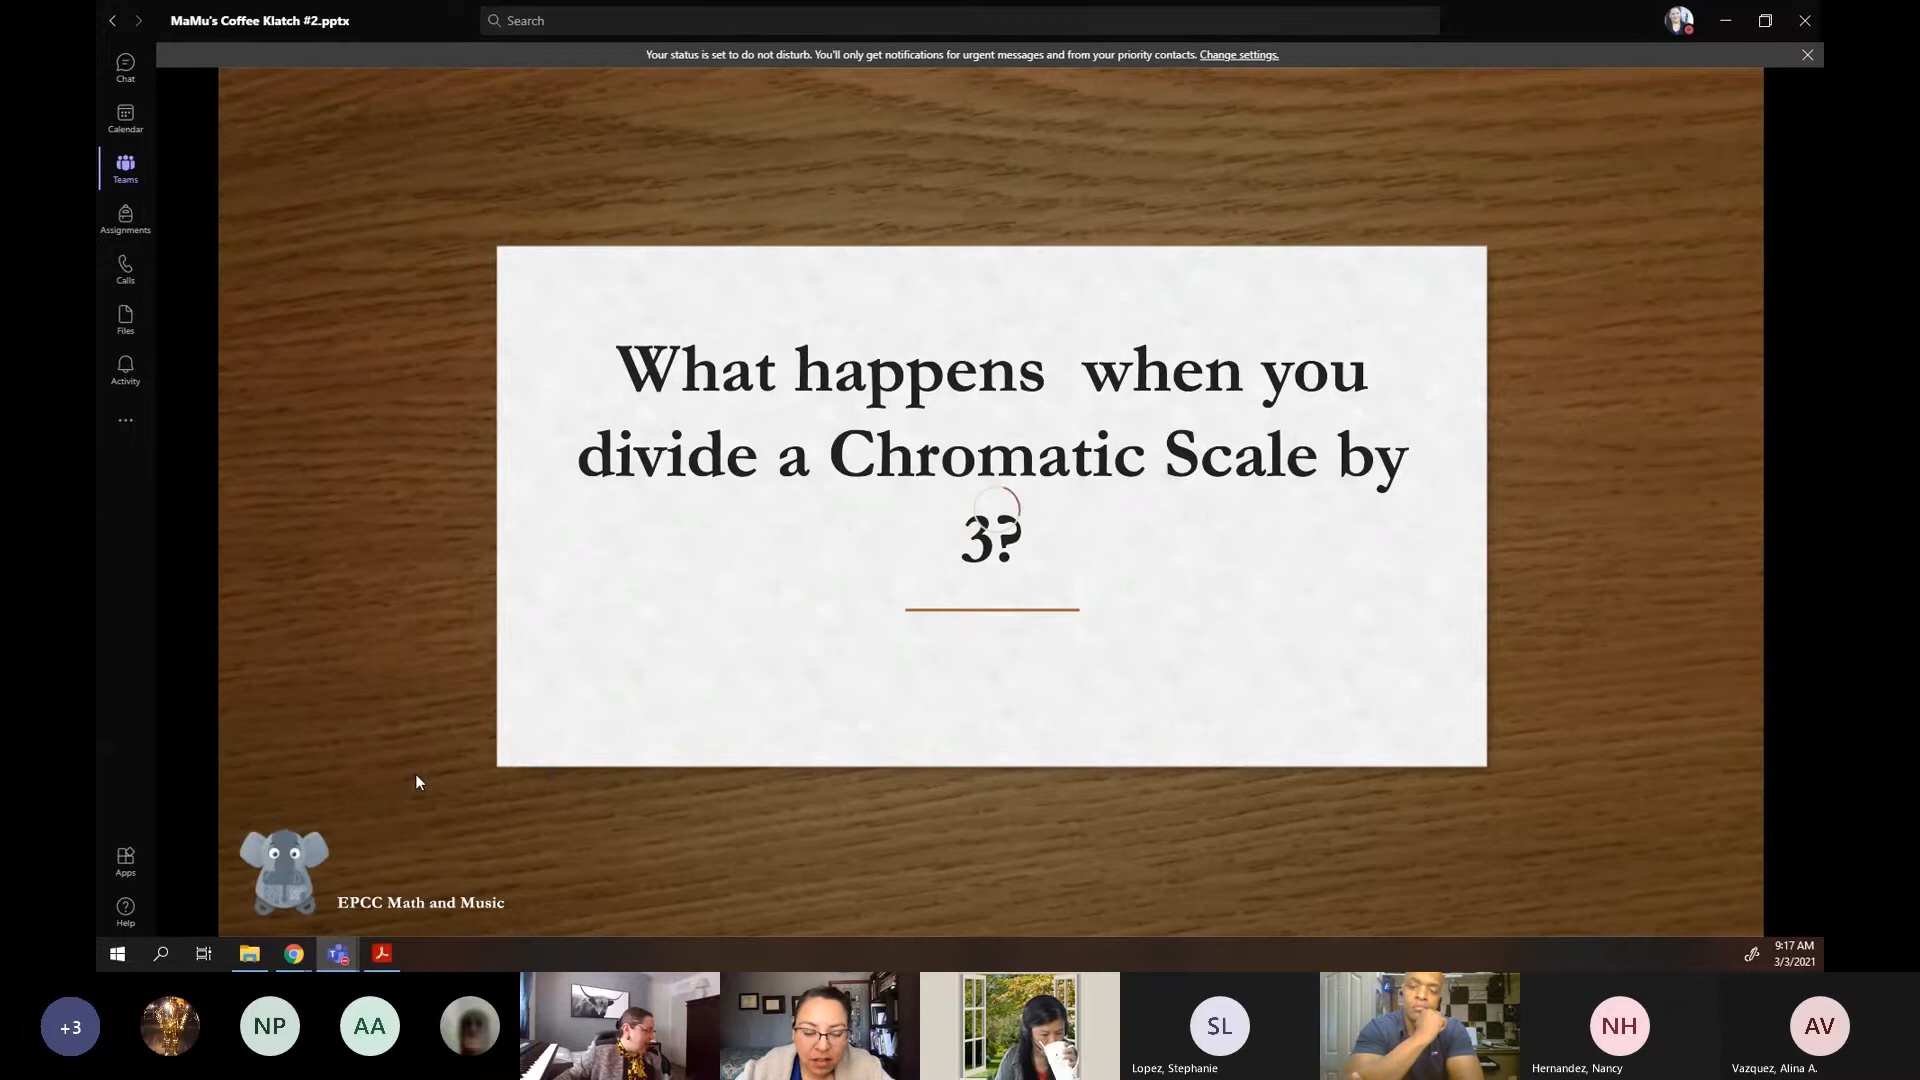 MaMu's Coffee Klatch #2.pptx
Search
Your status is set to do not disturb. You'll only get notifications for urgent messages and from your priority contacts. Change settings.
Chat
Calendar
Teams
Assignments
Calls
Files
Activity
What happens when you
divide a Chromatic Scale by
3?
Apps
Help
EPCC Math and Music
9:17 AM
3/3/2021
+3
NP
AA
SL
NH
AV
Lopez, Stephanie
Hernandez, Nancy
Vazquez, Alina A.